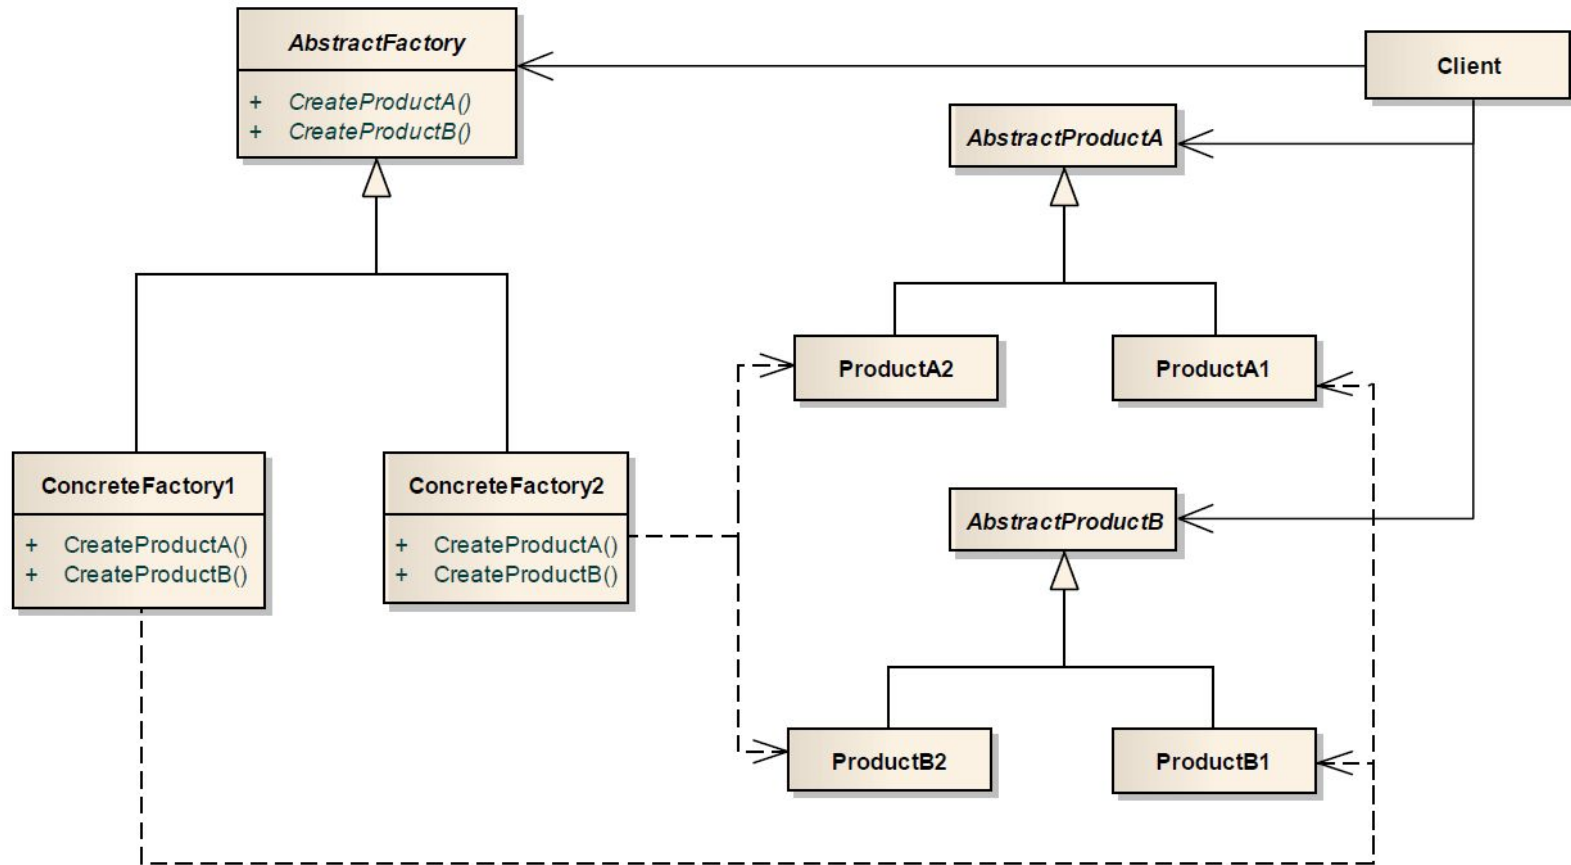 AbstractFactory
+ CreateProductA()
+ CreateProductB()
Client
AbstractProductA
ProductA2
ProductA1
ConcreteFactory1
+ CreateProductA()
+ CreateProductB()
ConcreteFactory2
+ CreateProductA()
+ CreateProductB()
AbstractProductB
ProductB2
ProductB1